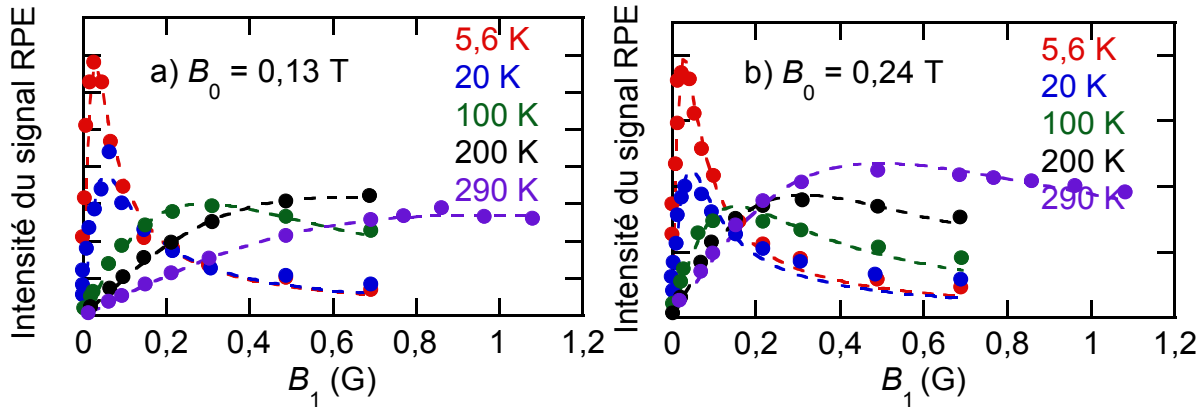 Intensité du signal RPE
a) B₀ = 0,13 T
5,6 K
20 K
100 K
200 K
290 K
0 0,2 0,4 0,6 0,8 1 1,2
B₁ (G)
Intensité du signal RPE
b) B₀ = 0,24 T
5,6 K
20 K
100 K
200 K
290 K
0 0,2 0,4 0,6 0,8 1 1,2
B₁ (G)